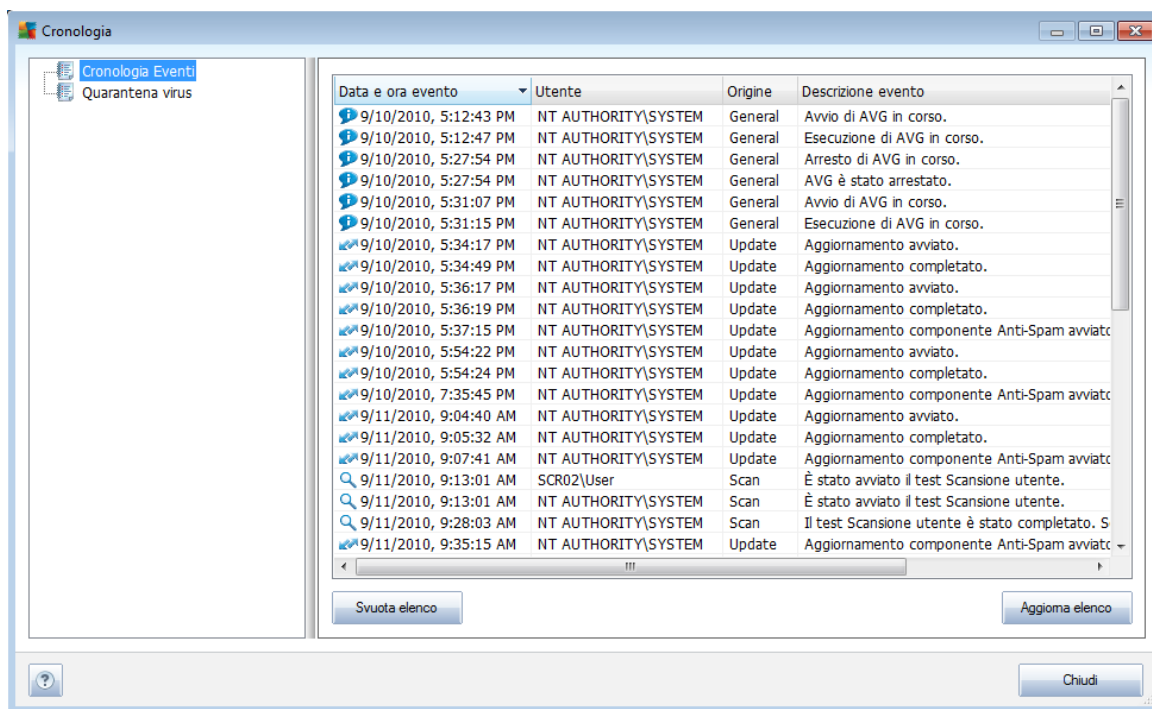 Cronologia
Cronologia Eventi
Quarantena virus
Data e ora evento Utente Origine Descrizione evento
9/10/2010, 5:12:43 PM NT AUTHORITY\SYSTEM General Avvio di AVG in corso.
9/10/2010, 5:12:47 PM NT AUTHORITY\SYSTEM General Esecuzione di AVG in corso.
9/10/2010, 5:27:54 PM NT AUTHORITY\SYSTEM General Arresto di AVG in corso.
9/10/2010, 5:27:54 PM NT AUTHORITY\SYSTEM General AVG è stato arrestato.
9/10/2010, 5:31:07 PM NT AUTHORITY\SYSTEM General Avvio di AVG in corso.
9/10/2010, 5:31:15 PM NT AUTHORITY\SYSTEM General Esecuzione di AVG in corso.
9/10/2010, 5:34:17 PM NT AUTHORITY\SYSTEM Update Aggiornamento avviato.
9/10/2010, 5:34:49 PM NT AUTHORITY\SYSTEM Update Aggiornamento completato.
9/10/2010, 5:36:17 PM NT AUTHORITY\SYSTEM Update Aggiornamento avviato.
9/10/2010, 5:36:19 PM NT AUTHORITY\SYSTEM Update Aggiornamento completato.
9/10/2010, 5:37:15 PM NT AUTHORITY\SYSTEM Update Aggiornamento componente Anti-Spam avviato
9/10/2010, 5:54:22 PM NT AUTHORITY\SYSTEM Update Aggiornamento avviato.
9/10/2010, 5:54:24 PM NT AUTHORITY\SYSTEM Update Aggiornamento completato.
9/10/2010, 7:35:45 PM NT AUTHORITY\SYSTEM Update Aggiornamento componente Anti-Spam avviato
9/11/2010, 9:04:40 AM NT AUTHORITY\SYSTEM Update Aggiornamento avviato.
9/11/2010, 9:05:32 AM NT AUTHORITY\SYSTEM Update Aggiornamento completato.
9/11/2010, 9:07:41 AM NT AUTHORITY\SYSTEM Update Aggiornamento componente Anti-Spam avviato
9/11/2010, 9:13:01 AM SCR02\User Scan È stato avviato il test Scansione utente.
9/11/2010, 9:13:01 AM NT AUTHORITY\SYSTEM Scan È stato avviato il test Scansione utente.
9/11/2010, 9:28:03 AM NT AUTHORITY\SYSTEM Scan Il test Scansione utente è stato completato. S
9/11/2010, 9:35:15 AM NT AUTHORITY\SYSTEM Update Aggiornamento componente Anti-Spam avviato
Svuota elenco Aggiorna elenco
? Chiudi